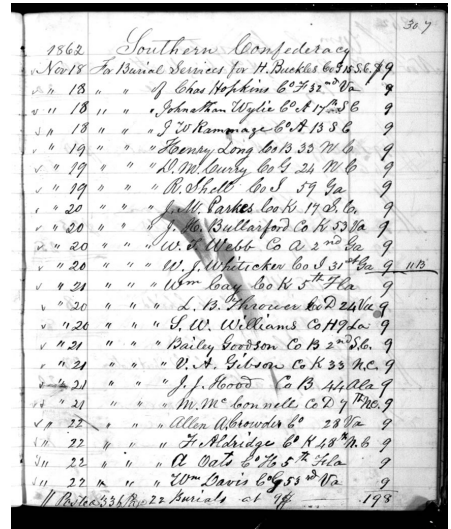 307
1862 Southern Confederacy
v Nov 18 For Burial Services for H. Buckles Co G 15 S.C. 9
" 18 " " " Chas Hopkins Co F 32nd Va 9
" 18 " " " Johnathan Wylie Co A 17th S C 9
" 18 " " " J W Rammage Co A 13 S C 9
" 19 " " " Henry Long Co B 33 N C 9
" 19 " " " D. M. Curry Co G 24 N C 9
" 19 " " " R. Shell Co I 59 Ga 9
" 20 " " " J. W. Parkes Co K 17 S. C. 9
" 20 " " " J. H. Bullarford Co K 53 Va 9
" 20 " " " W. T. Webb Co A 2nd Ga 9
" 20 " " " W. J. Whiticker Co I 31st Ga 9 11 B
" 21 " " " Wm Cay Co K 5th Fla 9
" 20 " " " L. B. Thrower Co D 24 Va 9
" 20 " " " S. W. Williams Co H 9 La 9
" 21 " " " Bailey Goodson Co B 2nd S.C. 9
" 21 " " " V. A. Gibson Co K 33 N.C. 9
" 21 " " " J. J. Hood Co B 44 Ala 9
" 21 " " " M. McConnell Co D 7th N.C. 9
" 22 " " " Allen A. Crowder Co 28 Va 9
" 22 " " " F Aldridge Co K 48th N. C 9
" 22 " " " A Oats Co H 5th Fla 9
" 22 " " " Wm Davis Co G 53rd Va 9
Posted 336 22 Burials at 9 198